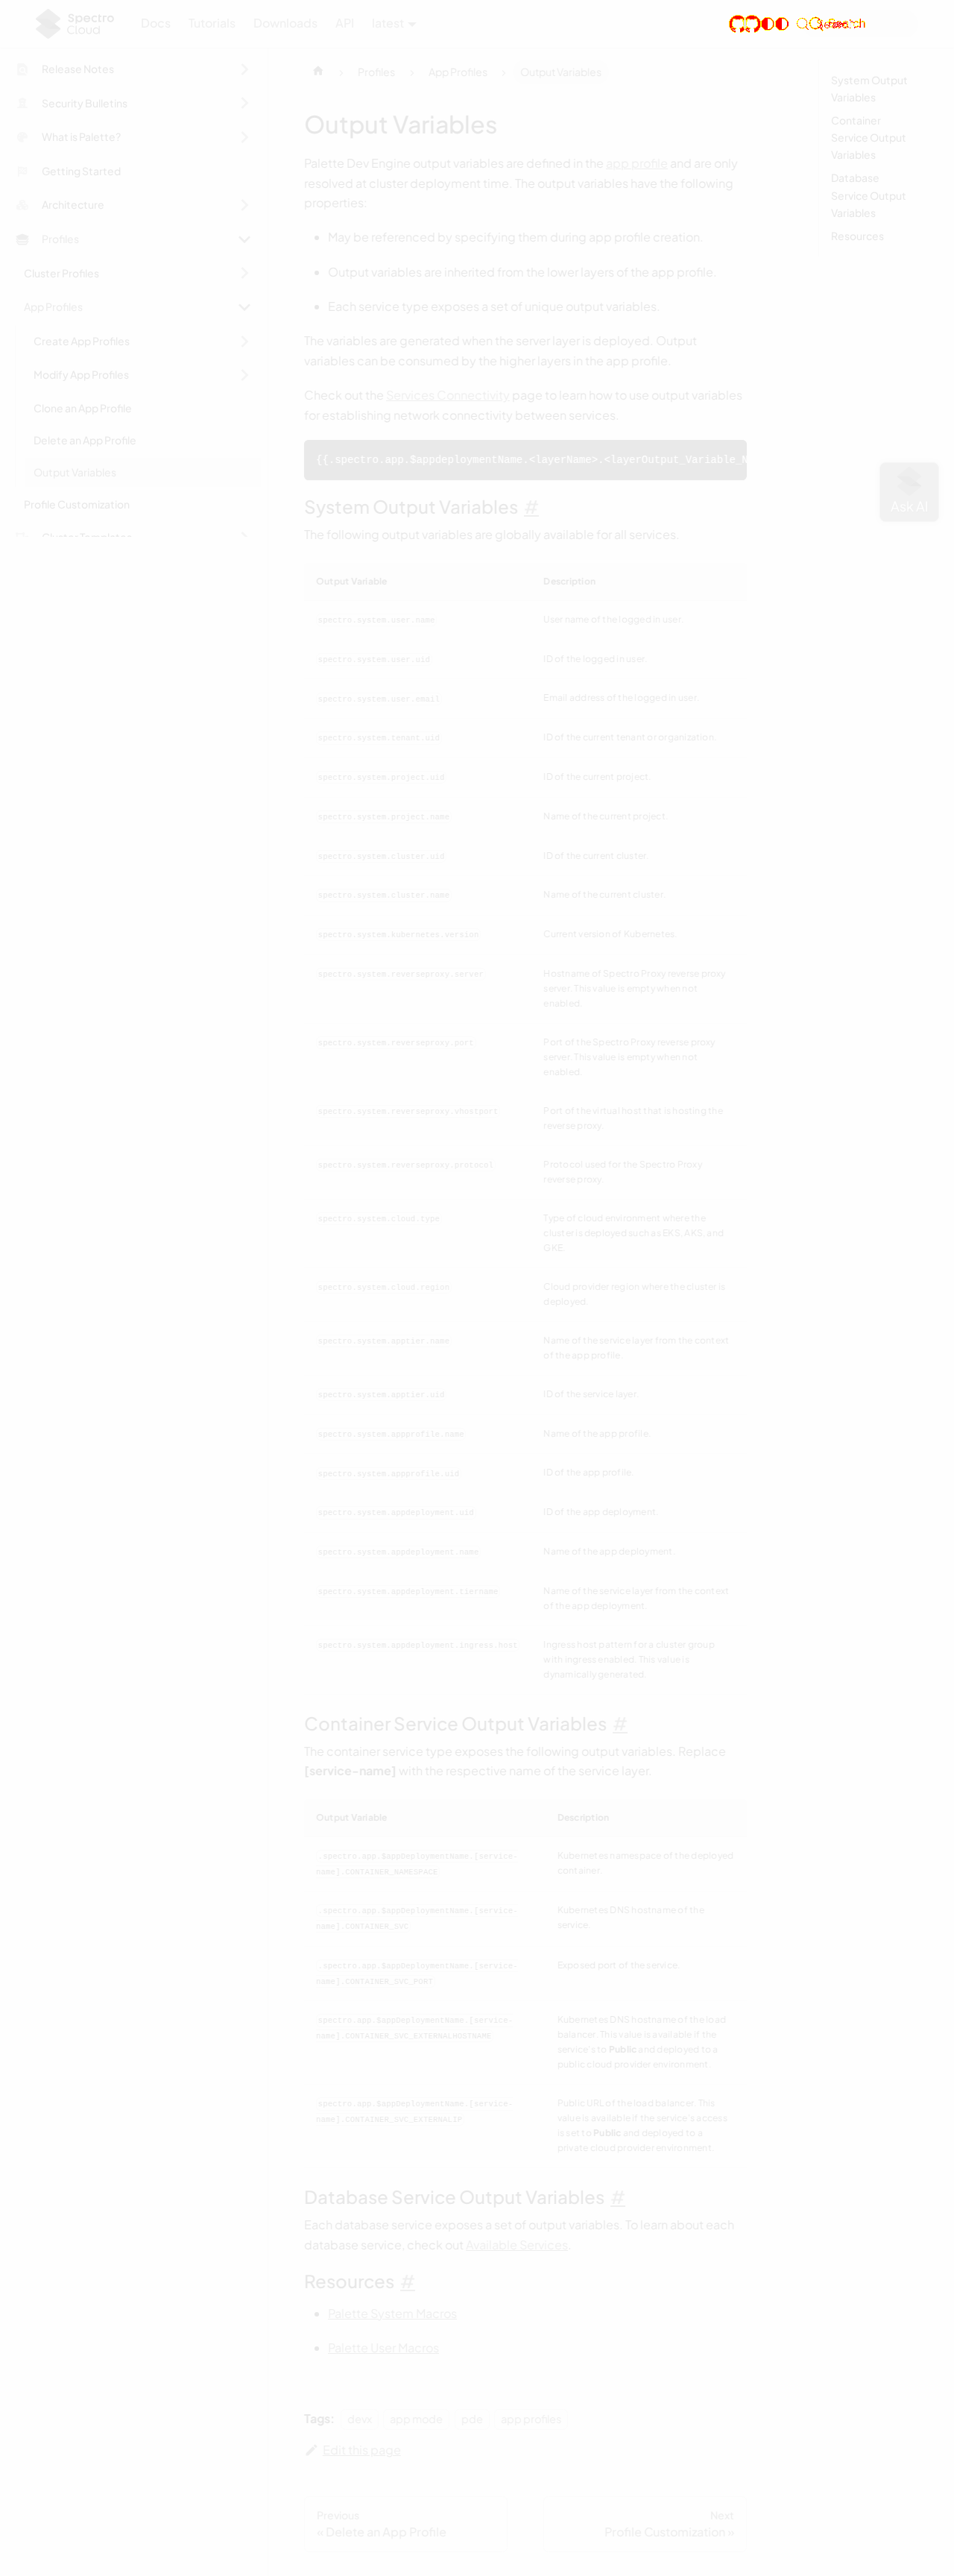 Spectro Cloud
Docs Tutorials Downloads API latest
Release Notes
Security Bulletins
What is Palette?
Getting Started
Architecture
Profiles
Cluster Profiles
App Profiles
Create App Profiles
Modify App Profiles
Clone an App Profile
Delete an App Profile
Output Variables
Profile Customization
Profiles App Profiles Output Variables
Output Variables
Palette Dev Engine output variables are defined in the app profile and are only
resolved at cluster deployment time. The output variables have the following
properties:
May be referenced by specifying them during app profile creation.
Output variables are inherited from the lower layers of the app profile.
Each service type exposes a set of unique output variables.
The variables are generated when the server layer is deployed. Output
variables can be consumed by the higher layers in the app profile.
Check out the Services Connectivity page to learn how to use output variables
for establishing network connectivity between services.
{{.spectro.app.$appdeploymentName.<layerName>.<layerOutput_Variable_N
System Output Variables #
The following output variables are globally available for all services.
Output Variable Description
spectro.system.user.name User name of the logged in user.
spectro.system.user.uid ID of the logged in user.
spectro.system.user.email Email address of the logged in user.
spectro.system.tenant.uid ID of the current tenant or organization
spectro.system.project.uid ID of the current project.
spectro.system.project.name Name of the current project.
spectro.system.cluster.uid ID of the current cluster.
spectro.system.cluster.name Name of the current cluster.
spectro.system.kubernetes.version Current version of Kubernetes.
spectro.system.reverseproxy.server Hostname of Spectro Proxy reverse proxy
server. This value is empty when not
enabled.
spectro.system.reverseproxy.port Port of the Spectro Proxy reverse proxy
server. This value is empty when not
enabled.
spectro.system.reverseproxy.vhostport Port of the virtual host that is hosting the
reverse proxy.
spectro.system.reverseproxy.protocol Protocol used for the Spectro Proxy
reverse proxy.
spectro.system.cloud.type Type of cloud environment where the
cluster is deployed such as EKS, AKS, and
GKE.
spectro.system.cloud.region Cloud provider region where the cluster is
deployed.
spectro.system.apptier.name Name of the service layer from the context
of the app profile.
spectro.system.apptier.uid ID of the service layer.
spectro.system.appprofile.name Name of the app profile.
spectro.system.appprofile.uid ID of the app profile.
spectro.system.appdeployment.uid ID of the app deployment.
spectro.system.appdeployment.name Name of the app deployment.
spectro.system.appdeployment.tiername Name of the service layer from the context
of the app deployment.
spectro.system.appdeployment.ingress.host Ingress host pattern for a cluster group
with ingress enabled. This value is
dynamically generated.
Container Service Output Variables #
The container service type exposes the following output variables. Replace
[service-name] with the respective name of the service layer.
Output Variable Description
.spectro.app.$appDeploymentName.[service- Kubernetes namespace of the deployed
name].CONTAINER_NAMESPACE container.
.spectro.app.$appDeploymentName.[service- Kubernetes DNS hostname of the
name].CONTAINER_SVC service.
.spectro.app.$appDeploymentName.[service- Exposed port of the service.
name].CONTAINER_SVC_PORT
spectro.app.$appDeploymentName.[service- Kubernetes DNS hostname of the load
name].CONTAINER_SVC_EXTERNALHOSTNAME balancer. This value is available if the
service's to Public and deployed to a
public cloud provider environment.
spectro.app.$appDeploymentName.[service- Public URL of the load balancer. This
name].CONTAINER_SVC_EXTERNALIP value is available if the service's access
is set to Public and deployed to a
private cloud provider environment.
Database Service Output Variables #
Each database service exposes a set of output variables. To learn about each
database service, check out Available Services.
Resources #
Palette System Macros
Palette User Macros
Tags: devx app mode pde app profiles
Edit this page
Previous
« Delete an App Profile
Next
Profile Customization »
System Output
Variables
Container
Service Output
Variables
Database
Service Output
Variables
Resources
Ask AI